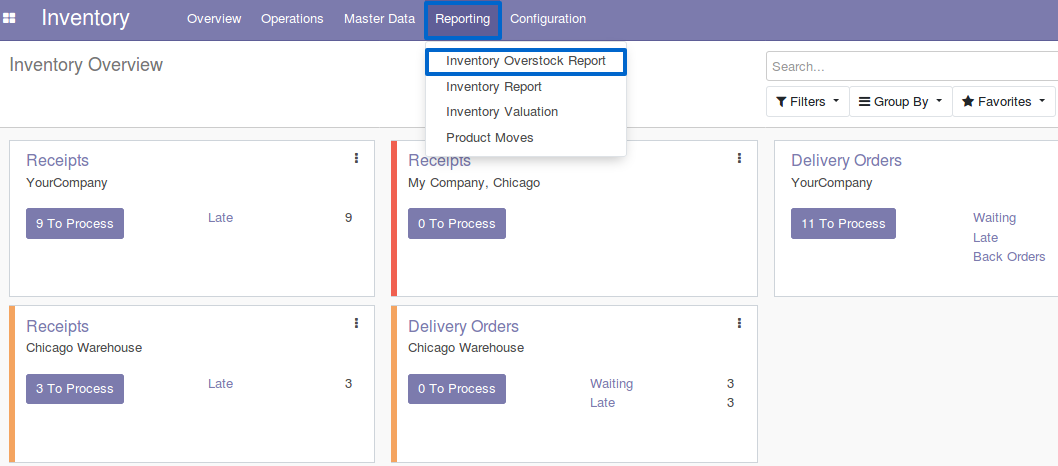 Inventory Overview Operations Master Data Reporting Configuration
Inventory Overview
Search...
Filters Group By Favorites
Inventory Overstock Report
Inventory Report
Inventory Valuation
Product Moves
Receipts
YourCompany
9 To Process Late 9
Receipts
My Company, Chicago
0 To Process
Delivery Orders
YourCompany
11 To Process Waiting
Late
Back Orders
Receipts
Chicago Warehouse
3 To Process Late 3
Delivery Orders
Chicago Warehouse
0 To Process Waiting 3
Late 3